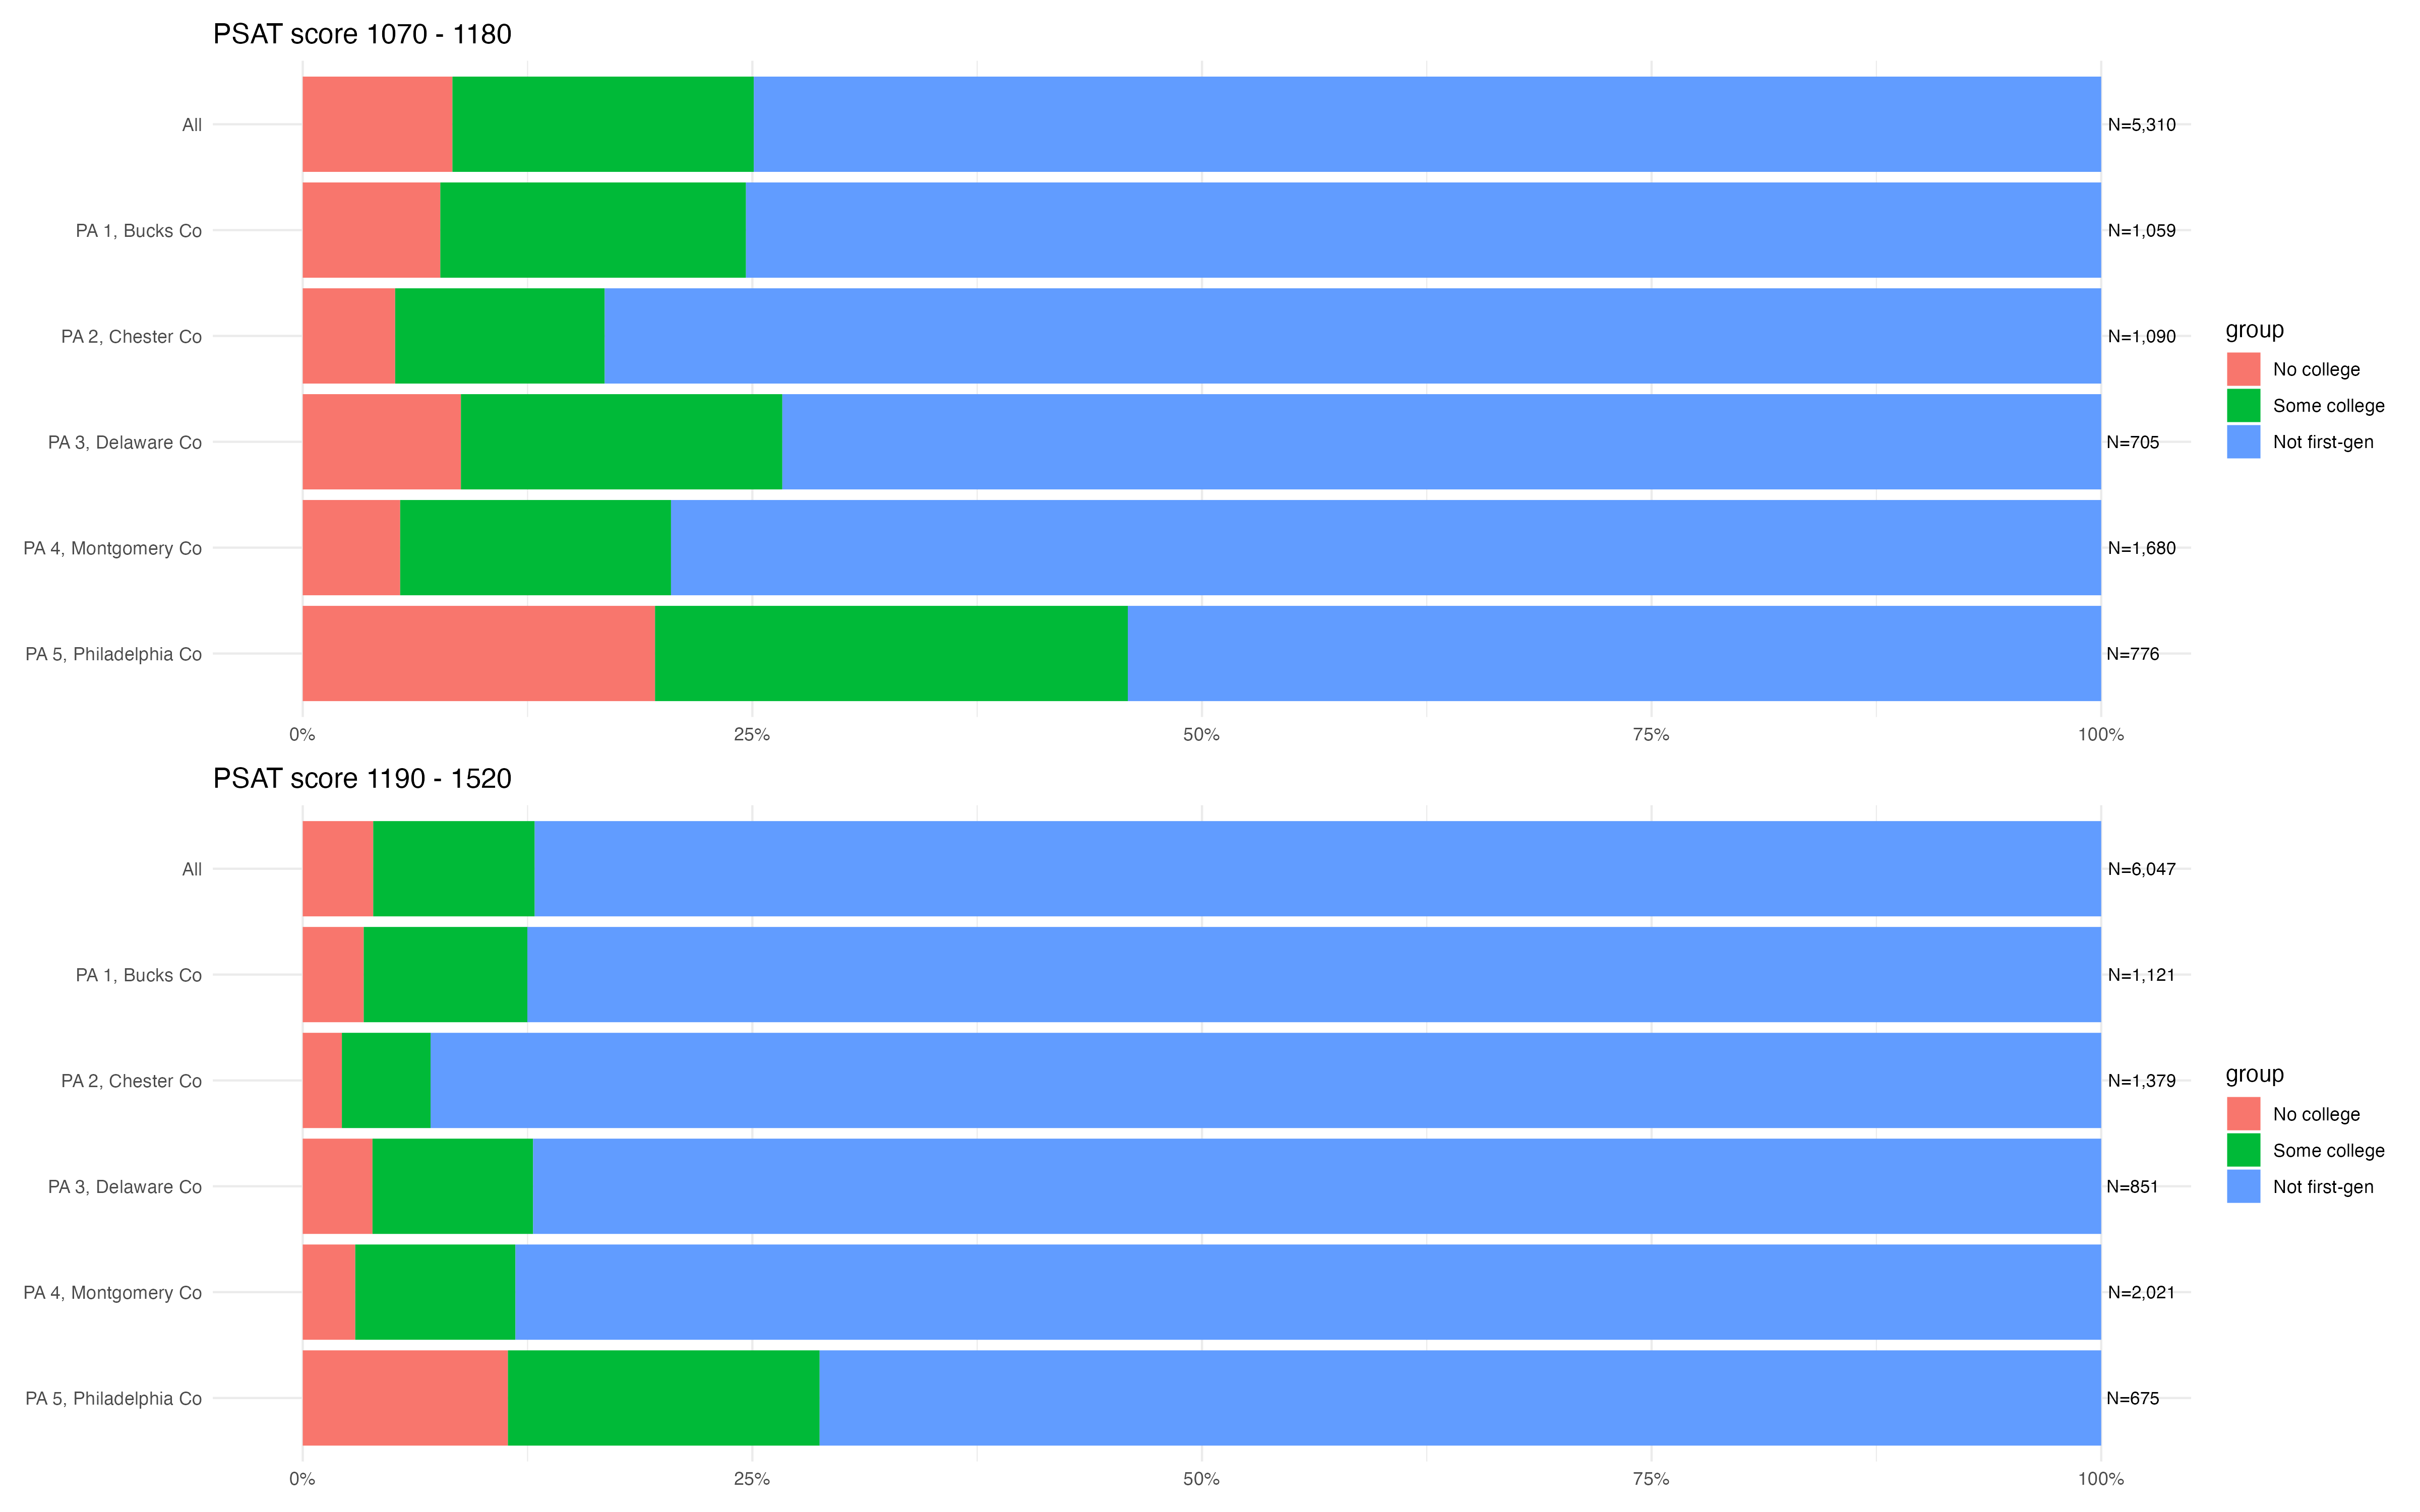 PSAT score 1070 - 1180
All
N=5,310
PA 1, Bucks Co
N=1,059
PA 2, Chester Co
N=1,090
PA 3, Delaware Co
N=705
PA 4, Montgomery Co
N=1,680
PA 5, Philadelphia Co
N=776
0% 25% 50% 75% 100%
group
No college
Some college
Not first-gen
PSAT score 1190 - 1520
All
N=6,047
PA 1, Bucks Co
N=1,121
PA 2, Chester Co
N=1,379
PA 3, Delaware Co
N=851
PA 4, Montgomery Co
N=2,021
PA 5, Philadelphia Co
N=675
0% 25% 50% 75% 100%
group
No college
Some college
Not first-gen